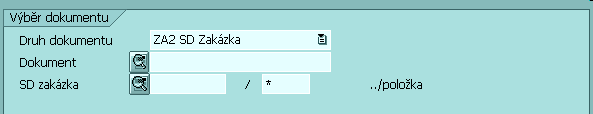 Výběr dokumentu
Druh dokumentu ZA2 SD Zakázka
Dokument
SD zakázka / * ../položka